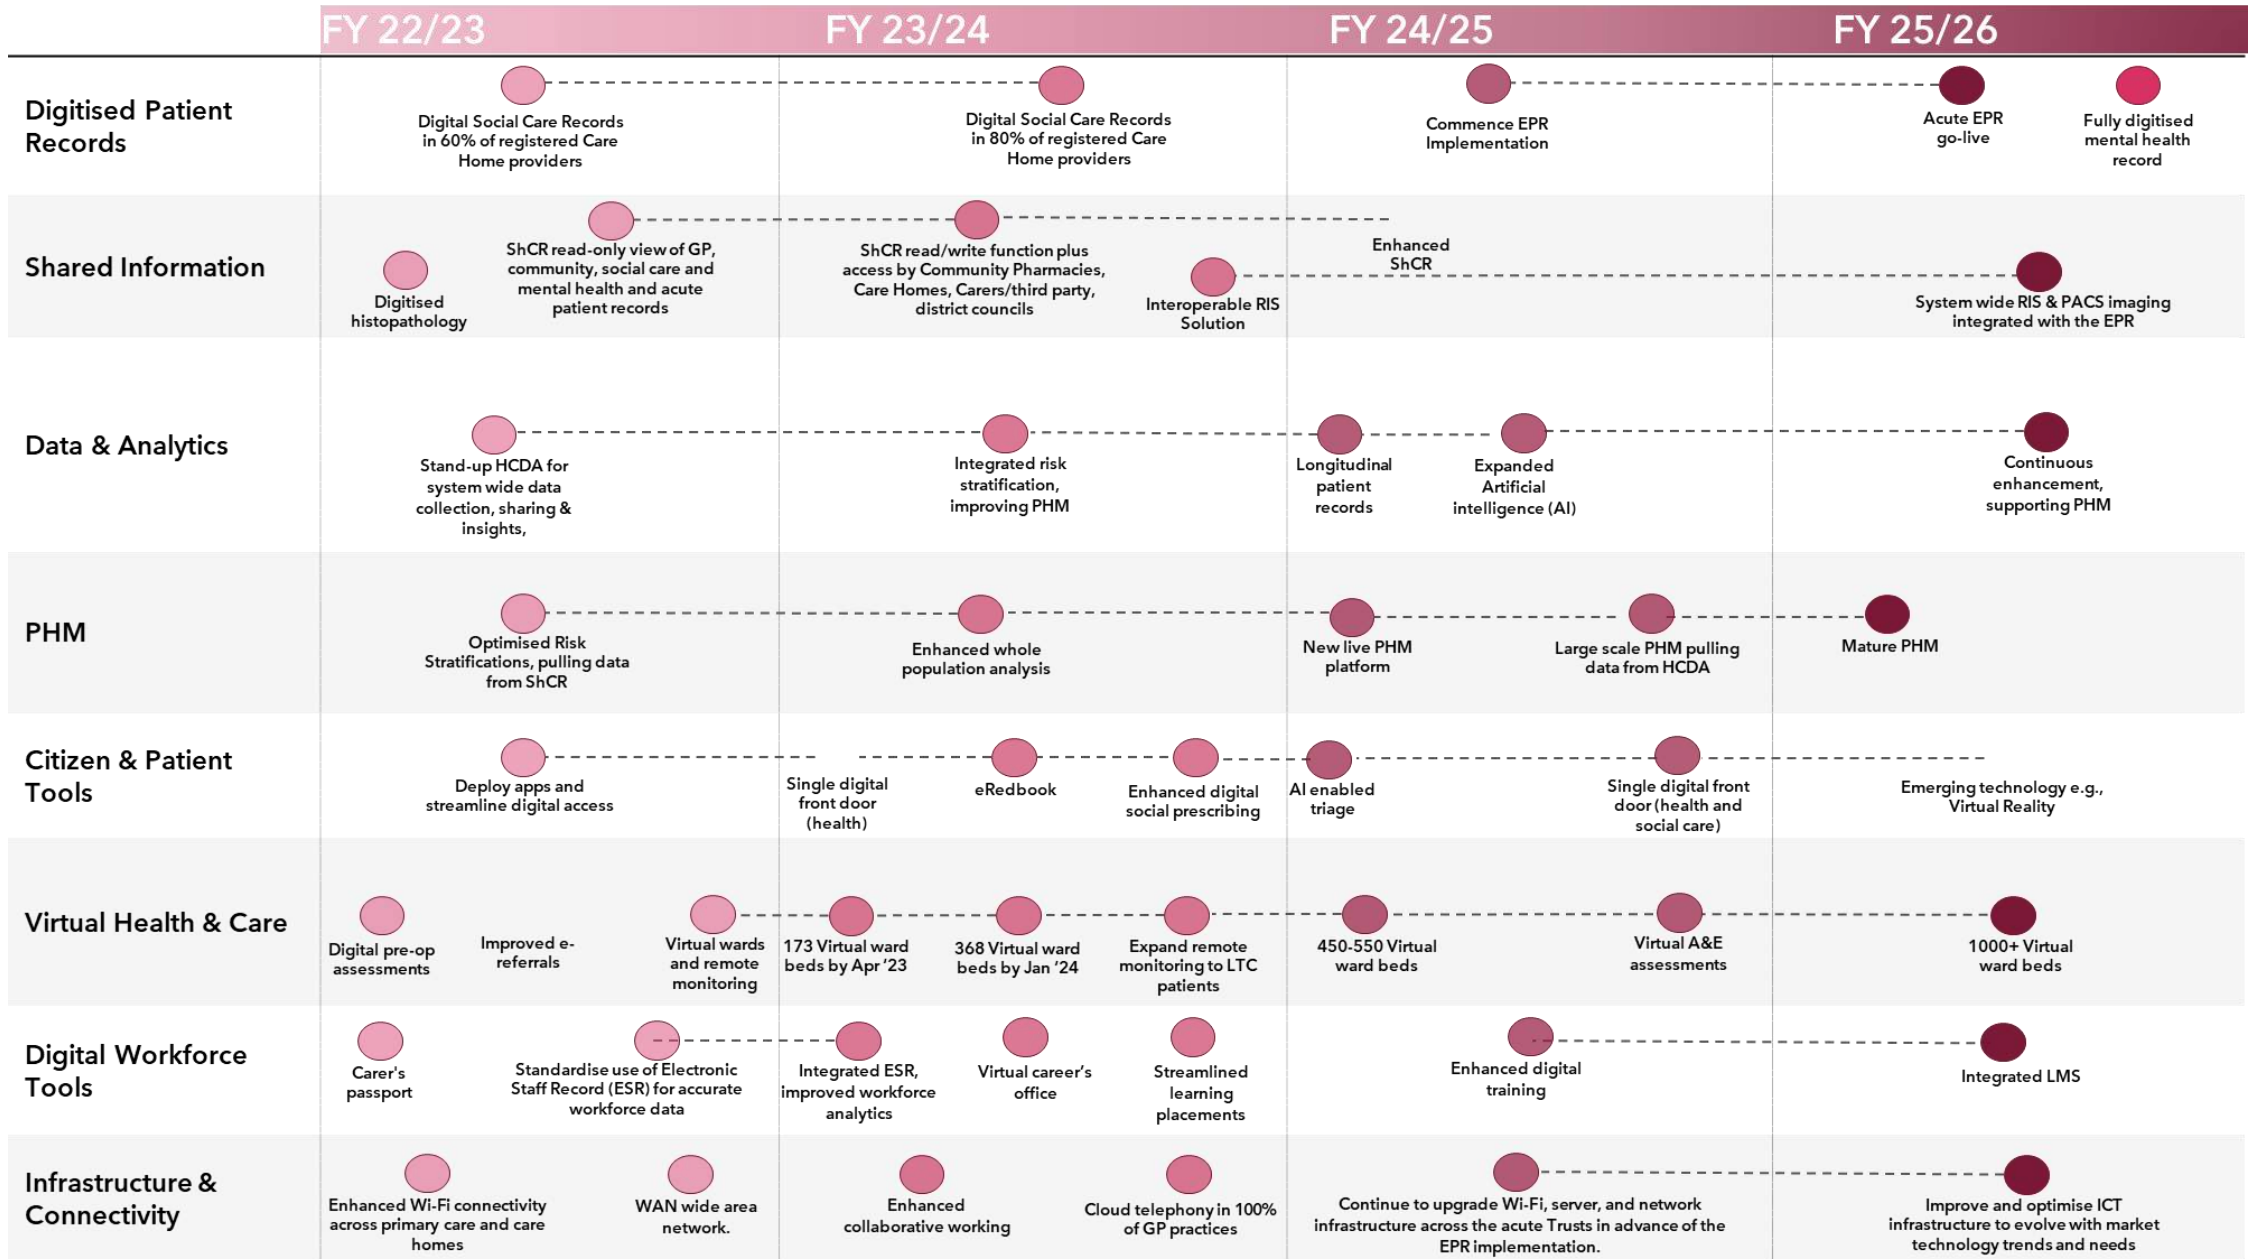 FY 22/23
FY 23/24
FY 24/25
FY 25/26
Digitised Patient
Records
Digital Social Care Records
in 60% of registered Care
Home providers
Digital Social Care Records
in 80% of registered Care
Home providers
Commence EPR
Implementation
Acute EPR
go-live
Fully digitised
mental health
record
Shared Information
Digitised
histopathology
ShCR read-only view of GP,
community, social care and
mental health and acute
patient records
ShCR read/write function plus
access by Community Pharmacies,
Care Homes, Carers/third party,
district councils
Interoperable RIS
Solution
Enhanced
ShCR
System wide RIS & PACS imaging
integrated with the EPR
Data & Analytics
Stand-up HCDA for
system wide data
collection, sharing &
insights,
Integrated risk
stratification,
improving PHM
Longitudinal
patient
records
Expanded
Artificial
intelligence (AI)
Continuous
enhancement,
supporting PHM
PHM
Optimised Risk
Stratifications, pulling data
from ShCR
Enhanced whole
population analysis
New live PHM
platform
Large scale PHM pulling
data from HCDA
Mature PHM
Citizen & Patient
Tools
Deploy apps and
streamline digital access
Single digital
front door
(health)
eRedbook
Enhanced digital
social prescribing
AI enabled
triage
Single digital front
door (health and
social care)
Emerging technology e.g.,
Virtual Reality
Virtual Health & Care
Digital pre-op
assessments
Improved e-
referrals
Virtual wards
and remote
monitoring
173 Virtual ward
beds by Apr '23
368 Virtual ward
beds by Jan '24
Expand remote
monitoring to LTC
patients
450-550 Virtual
ward beds
Virtual A&E
assessments
1000+ Virtual
ward beds
Digital Workforce
Tools
Carer's
passport
Standardise use of Electronic
Staff Record (ESR) for accurate
workforce data
Integrated ESR,
improved workforce
analytics
Virtual career's
office
Streamlined
learning
placements
Enhanced digital
training
Integrated LMS
Infrastructure &
Connectivity
Enhanced Wi-Fi connectivity
across primary care and care
homes
WAN wide area
network.
Enhanced
collaborative working
Cloud telephony in 100%
of GP practices
Continue to upgrade Wi-Fi, server, and network
infrastructure across the acute Trusts in advance of the
EPR implementation.
Improve and optimise ICT
infrastructure to evolve with market
technology trends and needs